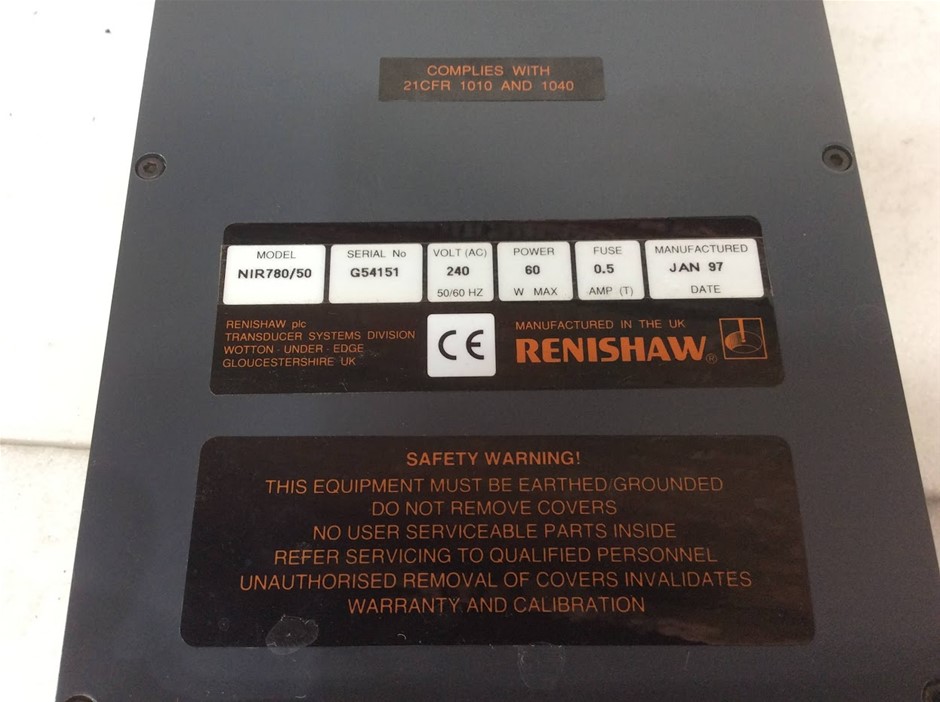 COMPLIES WITH
21CFR 1010 AND 1040
MODEL
NIR780/50
SERIAL No
G54151
VOLT (AC)
240
50/60 HZ
POWER
60
W MAX
FUSE
0.5
AMP (T)
MANUFACTURED
JAN 97
DATE
RENISHAW plc
TRANSDUCER SYSTEMS DIVISION
WOTTON - UNDER - EDGE
GLOUCESTERSHIRE UK
CE
MANUFACTURED IN THE UK
RENISHAW®
SAFETY WARNING!
THIS EQUIPMENT MUST BE EARTHED/GROUNDED
DO NOT REMOVE COVERS
NO USER SERVICEABLE PARTS INSIDE
REFER SERVICING TO QUALIFIED PERSONNEL
UNAUTHORISED REMOVAL OF COVERS INVALIDATES
WARRANTY AND CALIBRATION